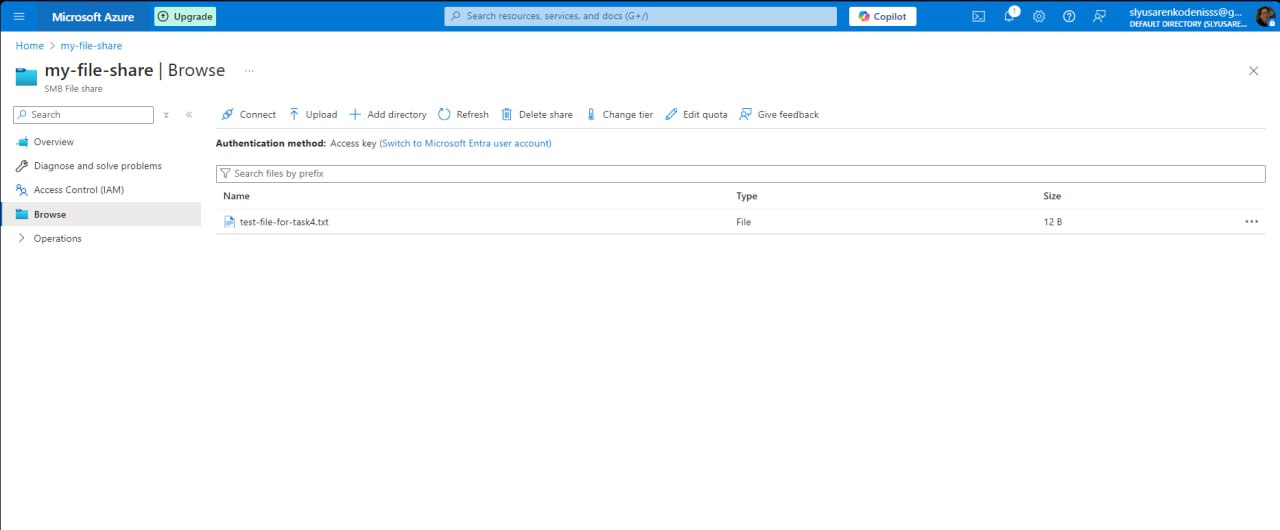 Microsoft Azure Upgrade Search resources, services, and docs (G+/) Copilot 1 slyusarenkodenisss@g...
DEFAULT DIRECTORY (SLYUSARE...
Home > my-file-share
my-file-share | Browse ...
SMB File share
Search Connect Upload Add directory Refresh Delete share Change tier Edit quota Give feedback
Overview
Authentication method: Access key (Switch to Microsoft Entra user account)
Diagnose and solve problems
Search files by prefix
Access Control (IAM)
Name Type Size
Browse
test-file-for-task4.txt File 12 B
Operations